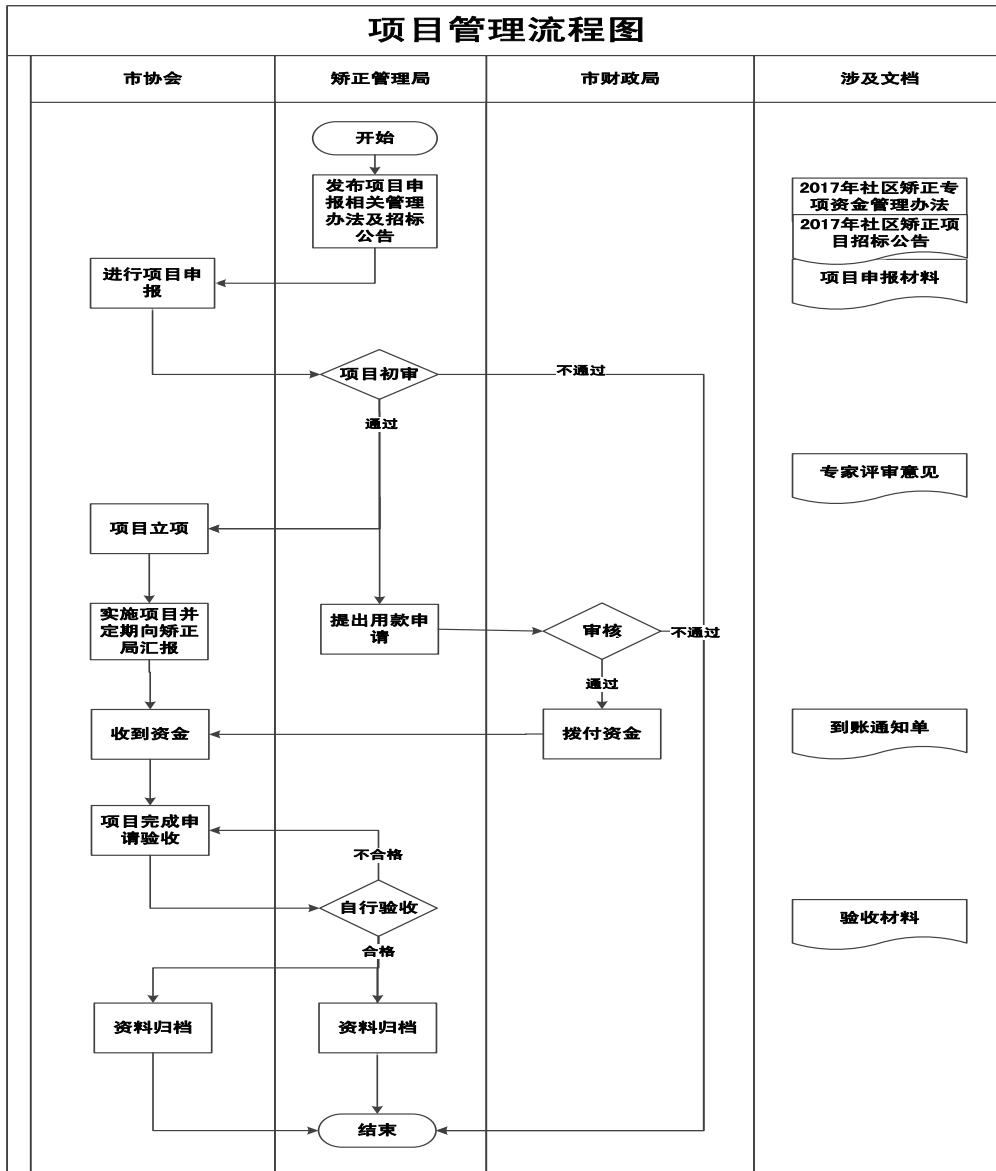 项目管理流程图
市协会
矫正管理局
市财政局
涉及文档
开始
发布项目申
报相关管理
办法及招标
公告
2017年社区矫正专
项资金管理办法
2017年社区矫正项
目招标公告
进行项目申
报
项目申报材料
项目初审
不通过
通过
专家评审意见
项目立项
实施项目并
定期向矫正
局汇报
提出用款申
请
审核
不通过
通过
收到资金
拨付资金
到账通知单
项目完成申
请验收
不合格
自行验收
验收材料
合格
资料归档
资料归档
结束